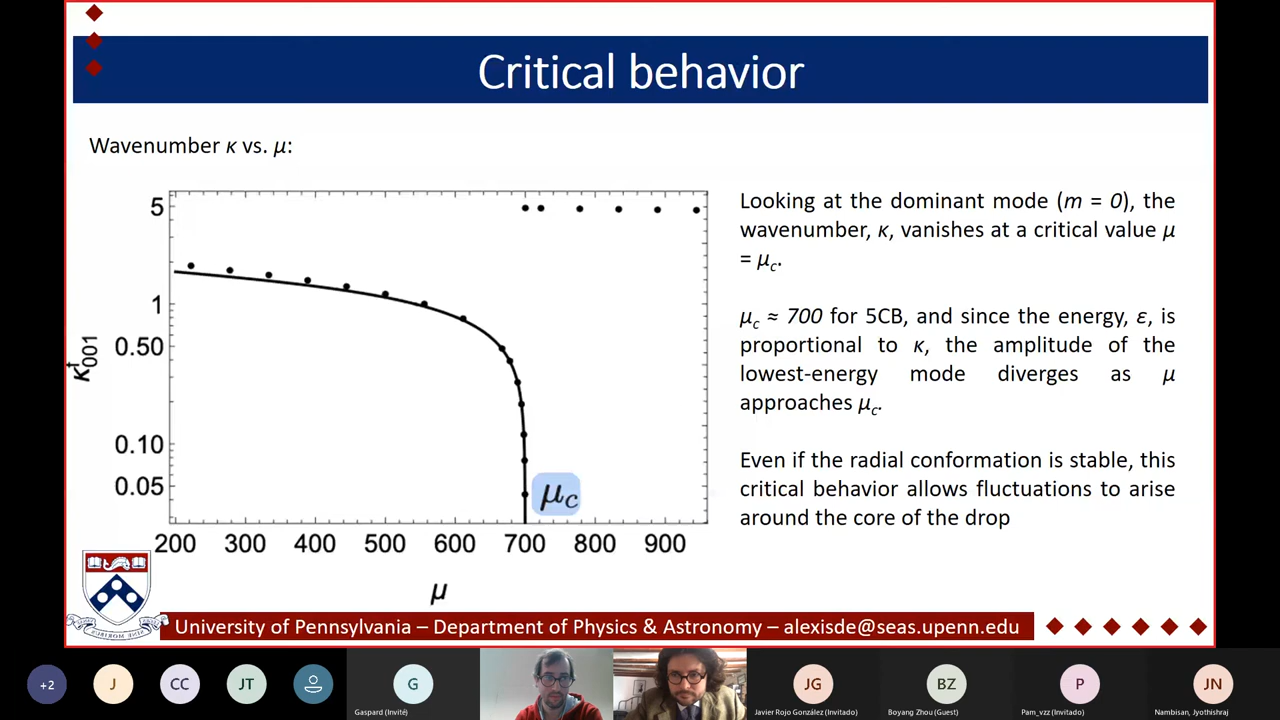 Critical behavior
Wavenumber κ vs. μ:
Looking at the dominant mode (m = 0), the
wavenumber, κ, vanishes at a critical value μ
= μc.
μc ≈ 700 for 5CB, and since the energy, ε, is
proportional to κ, the amplitude of the
lowest-energy mode diverges as μ
approaches μc.
Even if the radial conformation is stable, this
critical behavior allows fluctuations to arise
around the core of the drop
5
1
0.50
0.10
0.05
μc
200 300 400 500 600 700 800 900
μ
University of Pennsylvania – Department of Physics & Astronomy – alexisde@seas.upenn.edu
+2
J
CC
JT
G
JG
BZ
P
JN
Gaspard (Invité)
Javier Rojo González (Invitado)
Boyang Zhou (Guest)
Pam_vzz (Invitado)
Nambisan, Jyothishraj